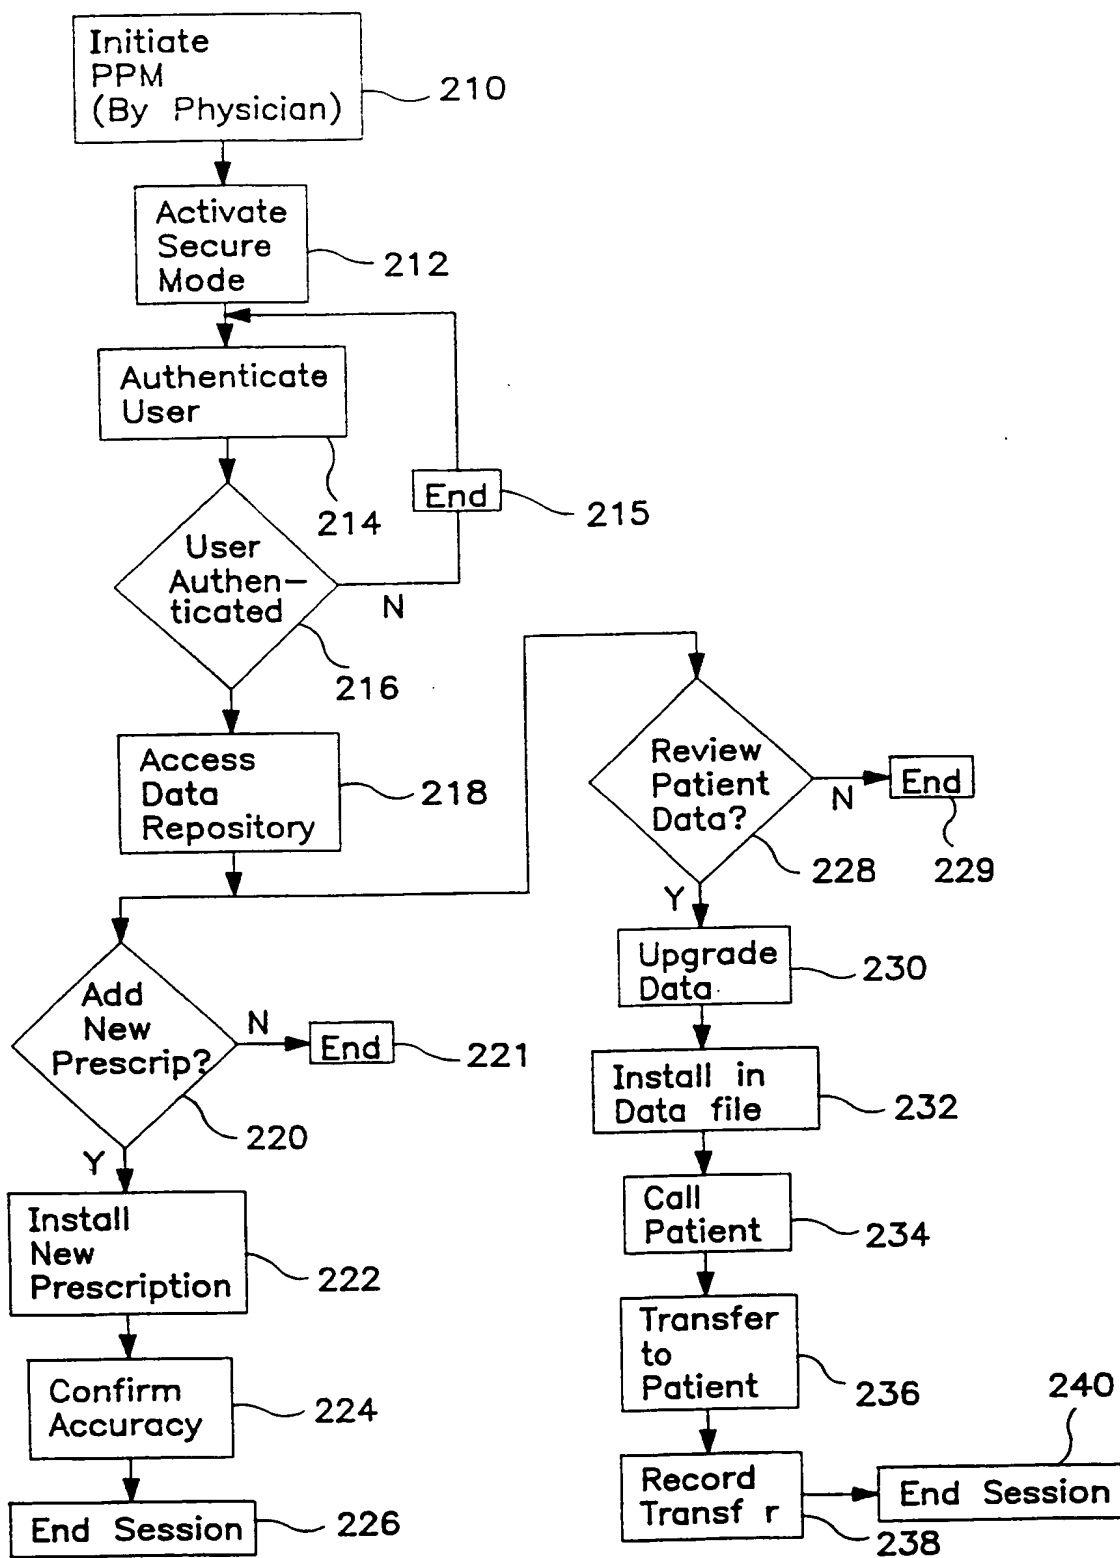 Initiate
PPM
(By Physician)
210
Activate
Secure
Mode
212
Authenticate
User
214
End
215
User
Authen-
ticated
N
216
Access
Data
Repository
218
Add
New
Prescrip?
N
End
221
220
Y
Install
New
Prescription
222
Confirm
Accuracy
224
End Session
226
Review
Patient
Data?
N
End
229
228
Y
Upgrade
Data
230
Install in
Data file
232
Call
Patient
234
Transfer
to
Patient
236
Record
Transf r
238
240
End Session